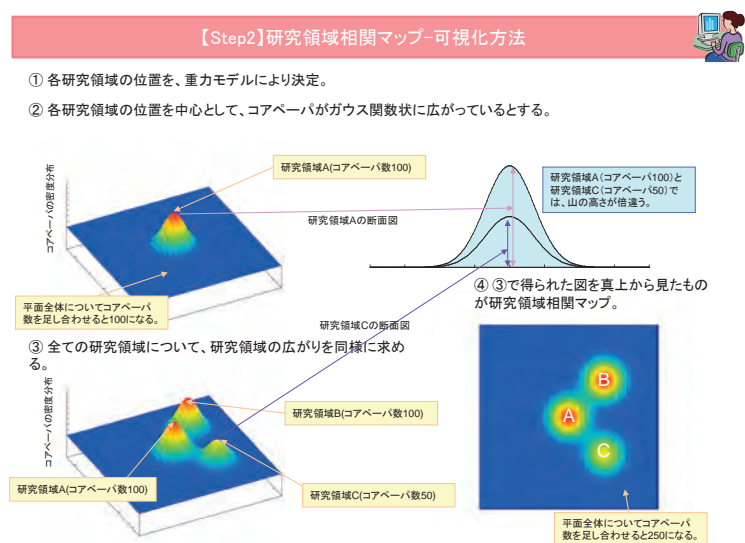 【Step2】研究領域相関マップ-可視化方法
① 各研究領域の位置を、重力モデルにより決定。
② 各研究領域の位置を中心として、コアペーパがガウス関数状に広がっているとする。
コアペーパの密度分布
研究領域A(コアペーパ数100)
研究領域Aの断面図
研究領域A(コアペーパ100)と
研究領域C(コアペーパ50)で
は、山の高さが倍違う。
平面全体についてコアペーパ
数を足し合わせると100になる。
研究領域Cの断面図
③ 全ての研究領域について、研究領域の広がりを同様に求め
る。
コアペーパの密度分布
研究領域B(コアペーパ数100)
研究領域A(コアペーパ数100)
研究領域C(コアペーパ数50)
④ ③で得られた図を真上から見たもの
が研究領域相関マップ。
B
A
C
平面全体についてコアペーパ
数を足し合わせると250になる。